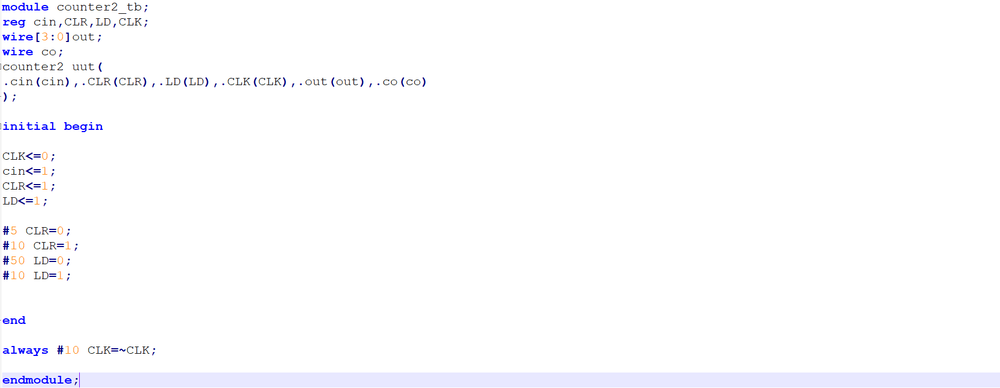 module counter2_tb;
reg cin,CLR,LD,CLK;
wire[3:0]out;
wire co;
counter2 uut(
.cin(cin),.CLR(CLR),.LD(LD),.CLK(CLK),.out(out),.co(co)
);
initial begin
CLK<=0;
cin<=1;
CLR<=1;
LD<=1;
#5 CLR=0;
#10 CLR=1;
#50 LD=0;
#10 LD=1;
end
always #10 CLK=~CLK;
endmodule;